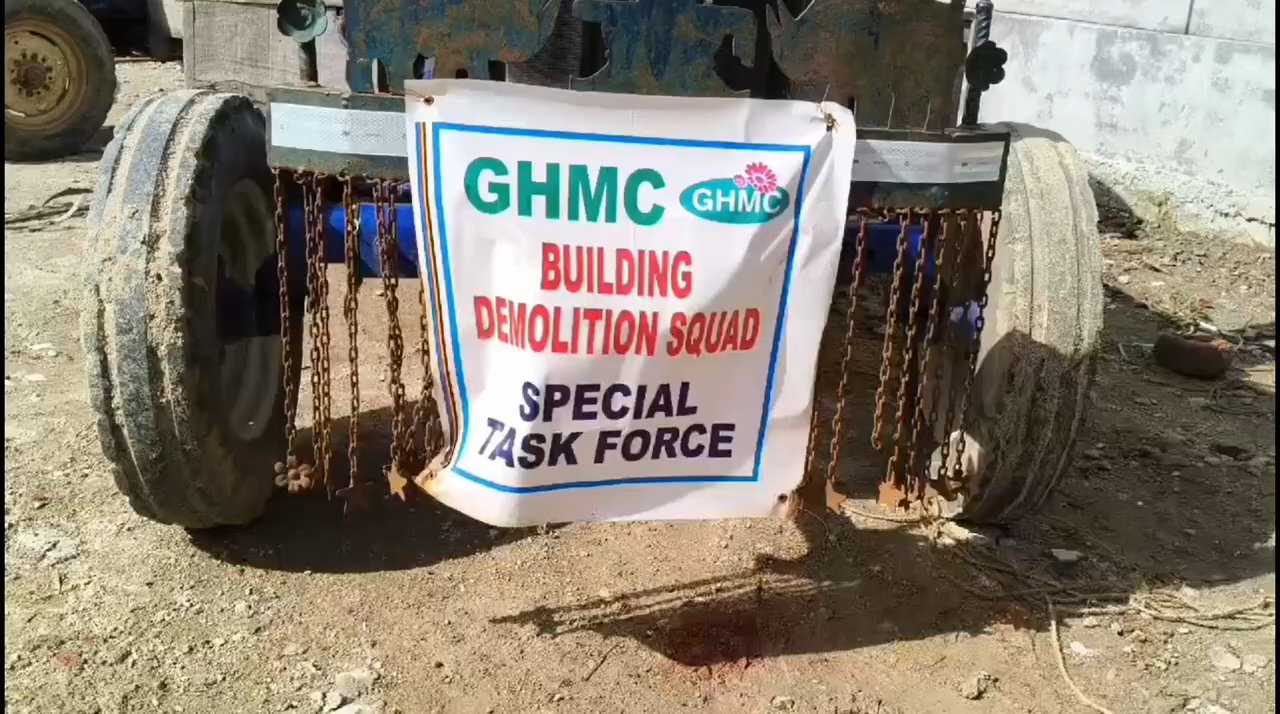 GHMC
GHMC
BUILDING
DEMOLITION SQUAD
SPECIAL
TASK FORCE